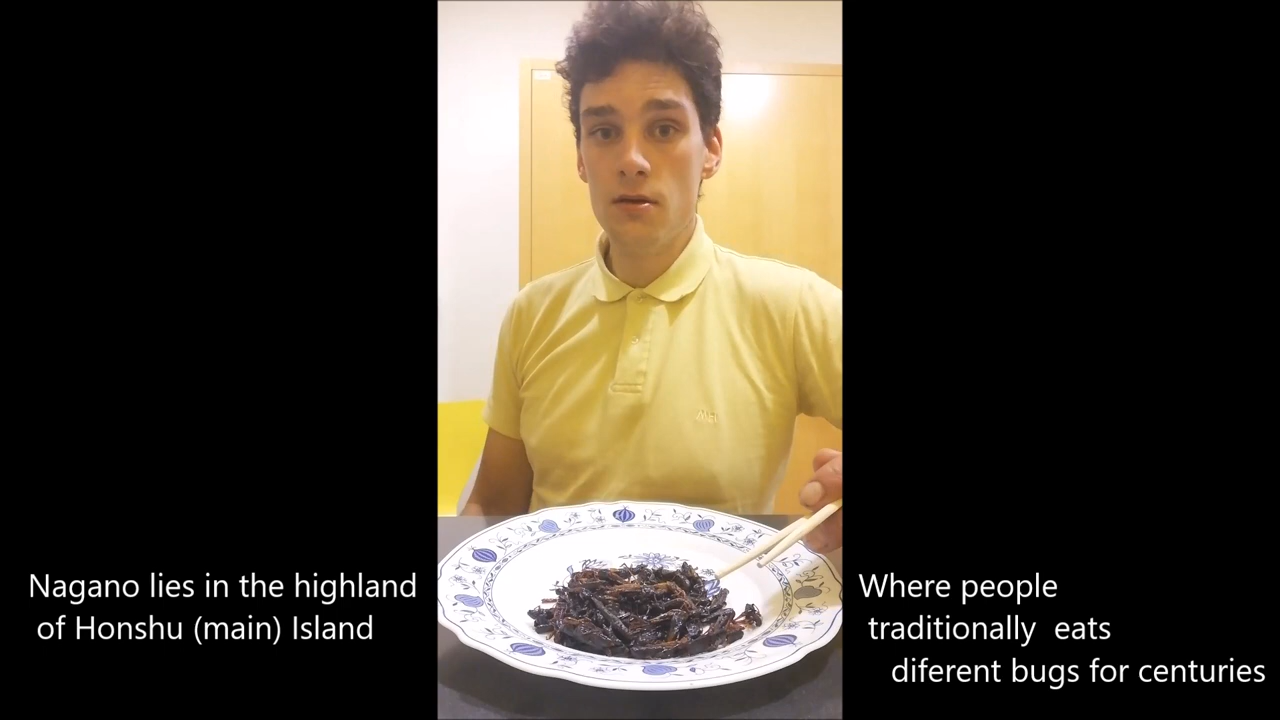 Nagano lies in the highland
of Honshu (main) Island
Where people
traditionally eats
diferent bugs for centuries